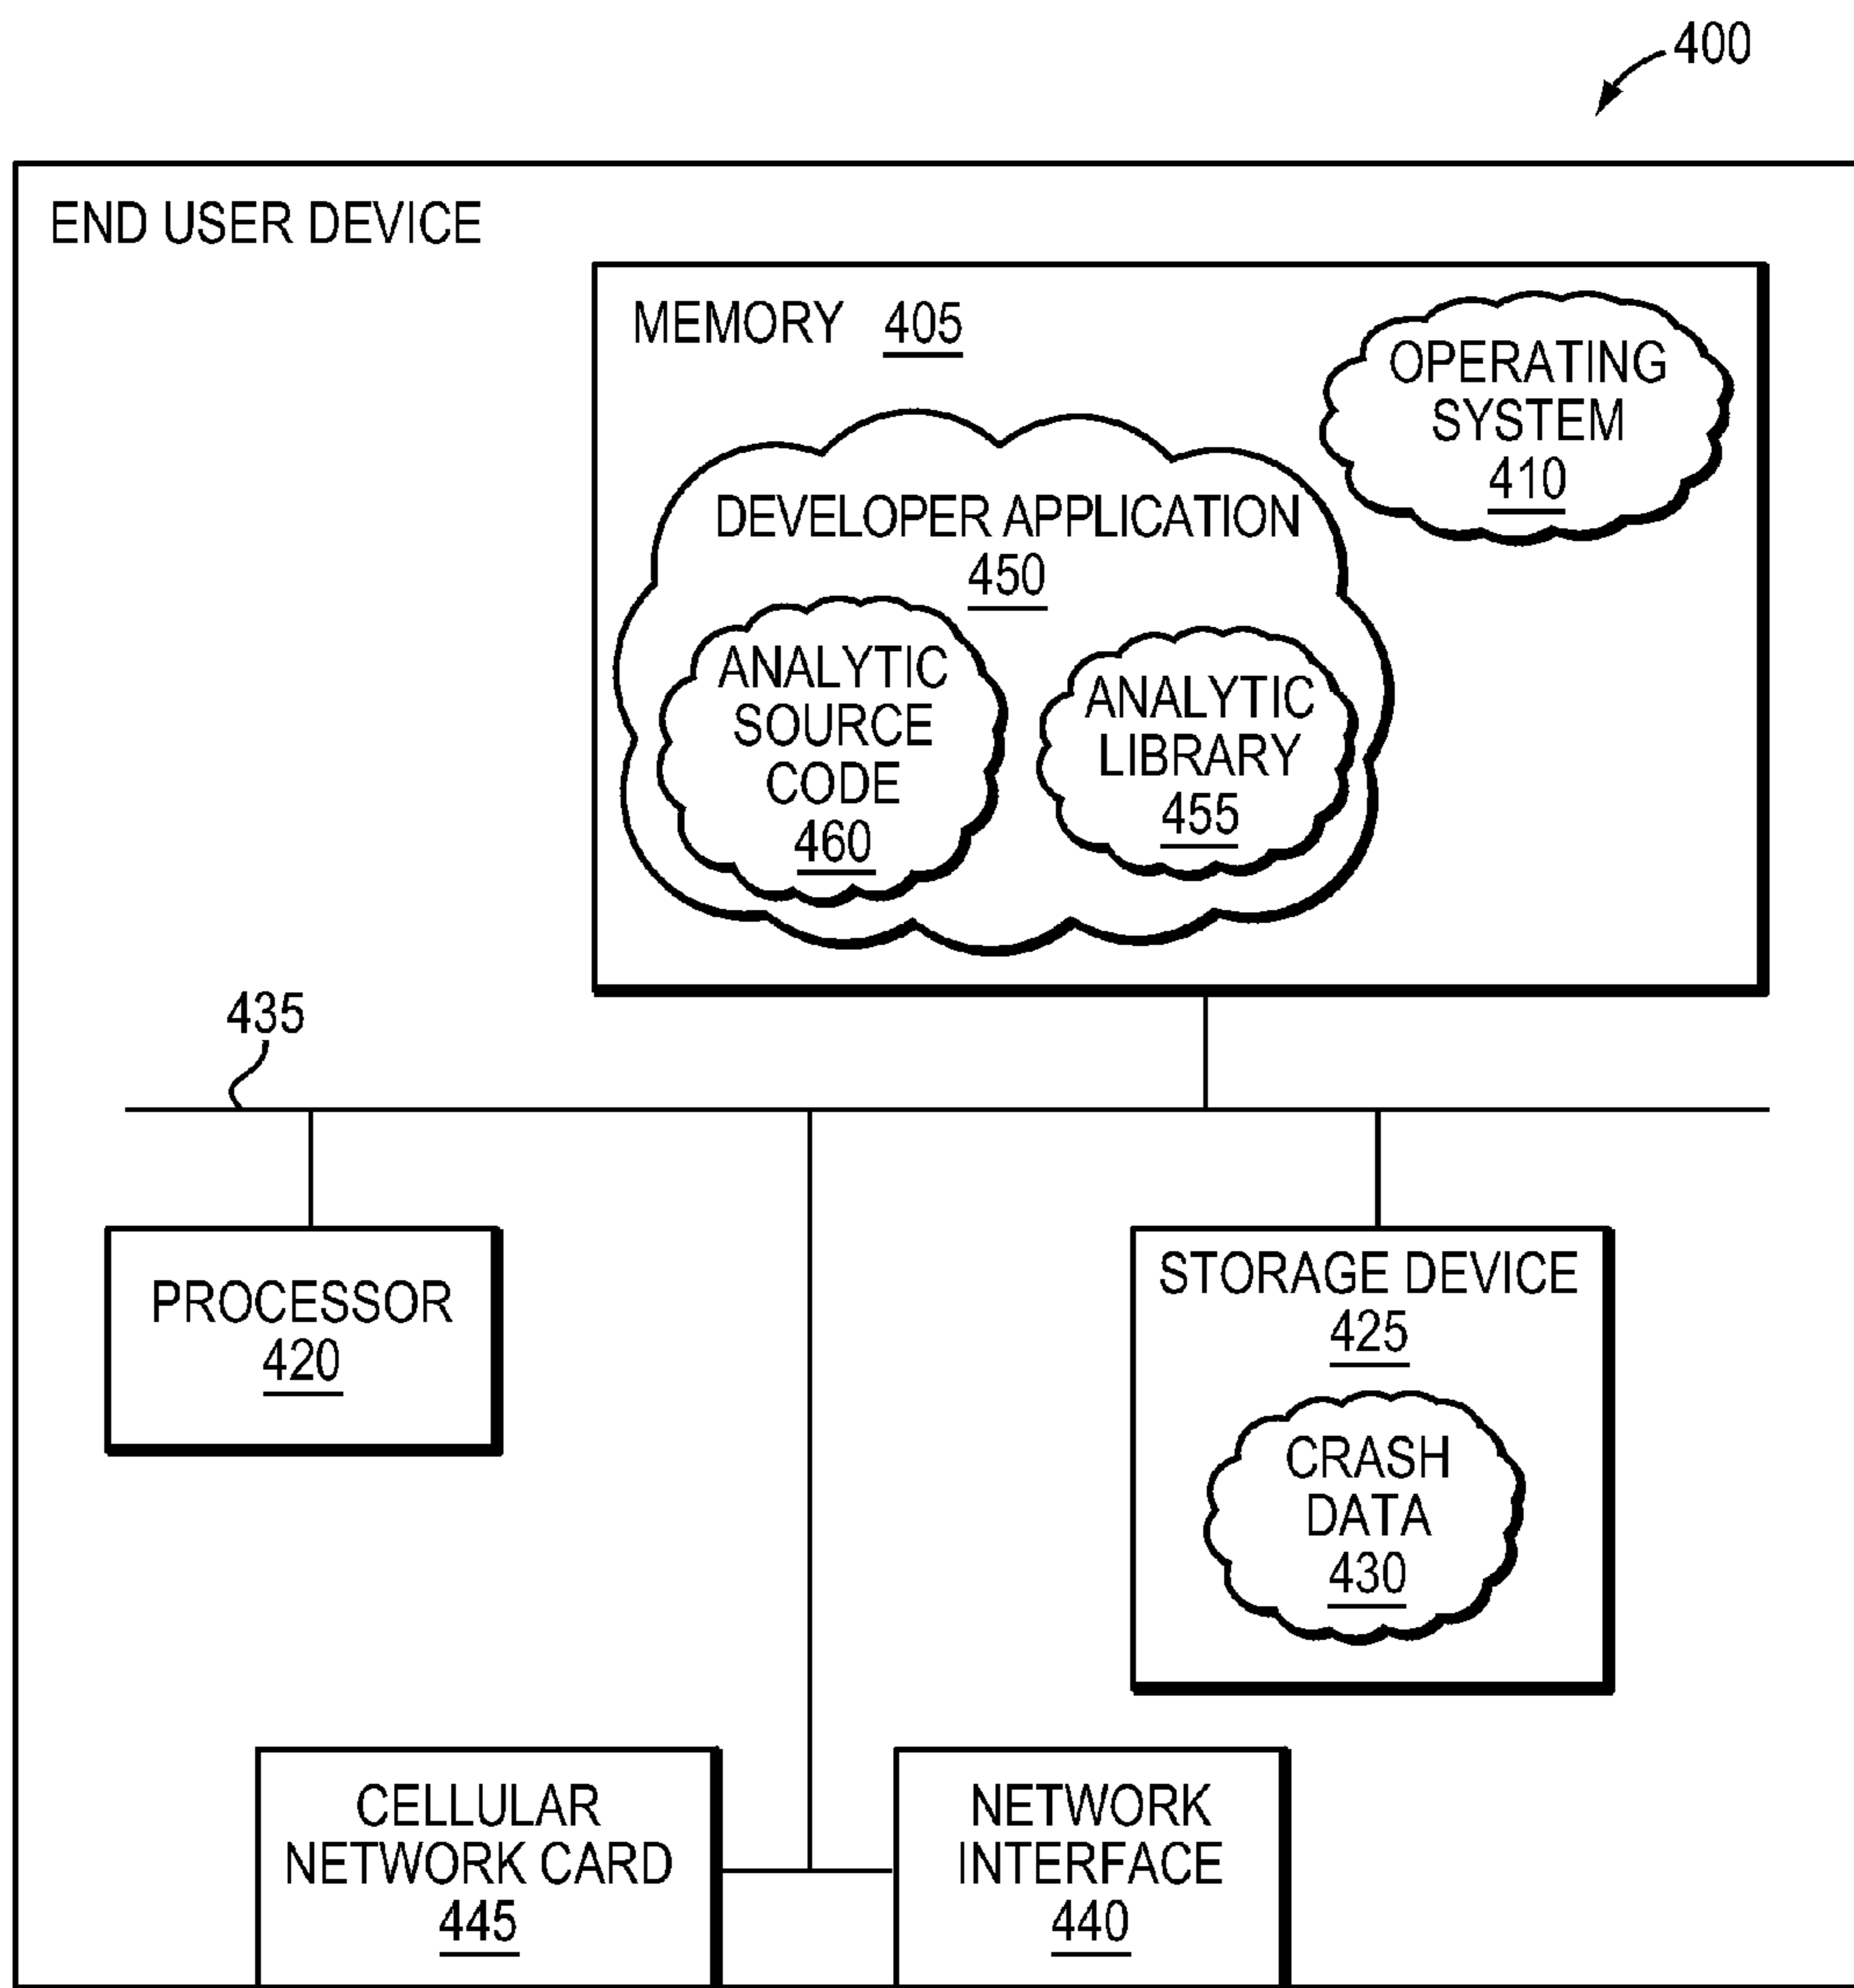 400
END USER DEVICE
MEMORY 405
OPERATING
SYSTEM
410
DEVELOPER APPLICATION
450
ANALYTIC
SOURCE
CODE
460
ANALYTIC
LIBRARY
455
435
PROCESSOR
420
STORAGE DEVICE
425
CRASH
DATA
430
CELLULAR
NETWORK CARD
445
NETWORK
INTERFACE
440